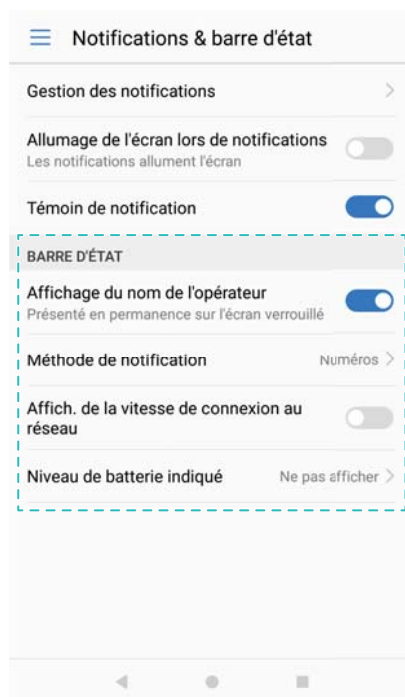 Notifications & barre d'état
Gestion des notifications
Allumage de l'écran lors de notifications
Les notifications allument l'écran
Témoin de notification
BARRE D'ÉTAT
Affichage du nom de l'opérateur
Présenté en permanence sur l'écran verrouillé
Méthode de notification
Numéros
Affich. de la vitesse de connexion au
réseau
Niveau de batterie indiqué
Ne pas afficher